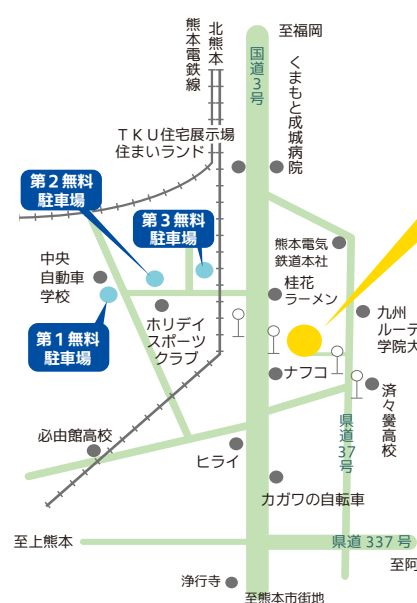 至福岡
熊本電鉄線
北熊本
国道3号
くまもと成城病院
ＴＫＵ住宅展示場
住まいランド
第２無料
駐車場
第３無料
駐車場
熊本電気
鉄道本社
中央
自動車
学校
桂花
ラーメン
九州
ルーテ
学院大
ホリデイ
スポーツ
クラブ
第１無料
駐車場
ナフコ
済々黌高校
県道37号
必由館高校
ヒライ
カガワの自転車
至上熊本
県道 337 号
至阿
浄行寺
至熊本市街地